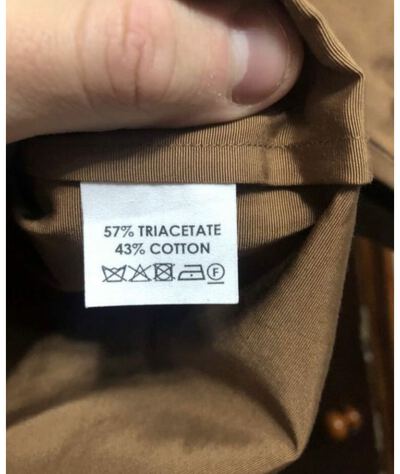 57% TRIACETATE
43% COTTON
F